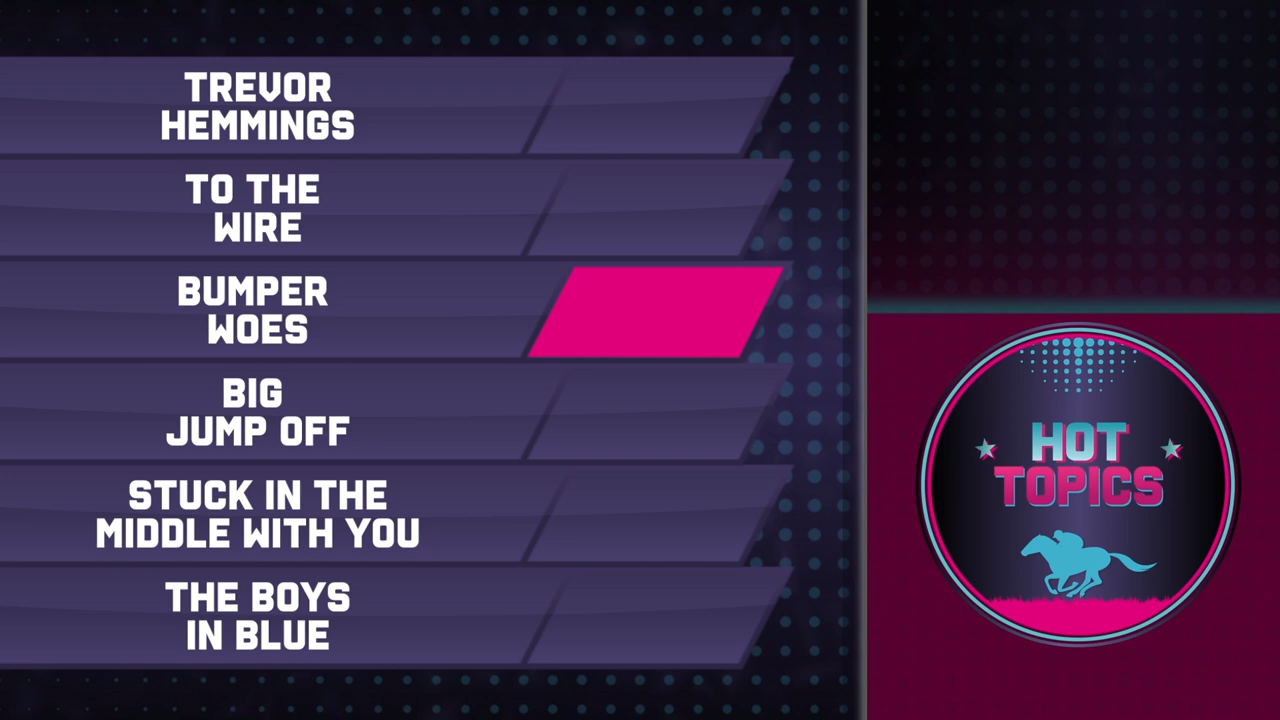 TREVOR
HEMMINGS
TO THE
WIRE
BUMPER
WOES
BIG
JUMP OFF
STUCK IN THE
MIDDLE WITH YOU
THE BOYS
IN BLUE
HOT
TOPICS